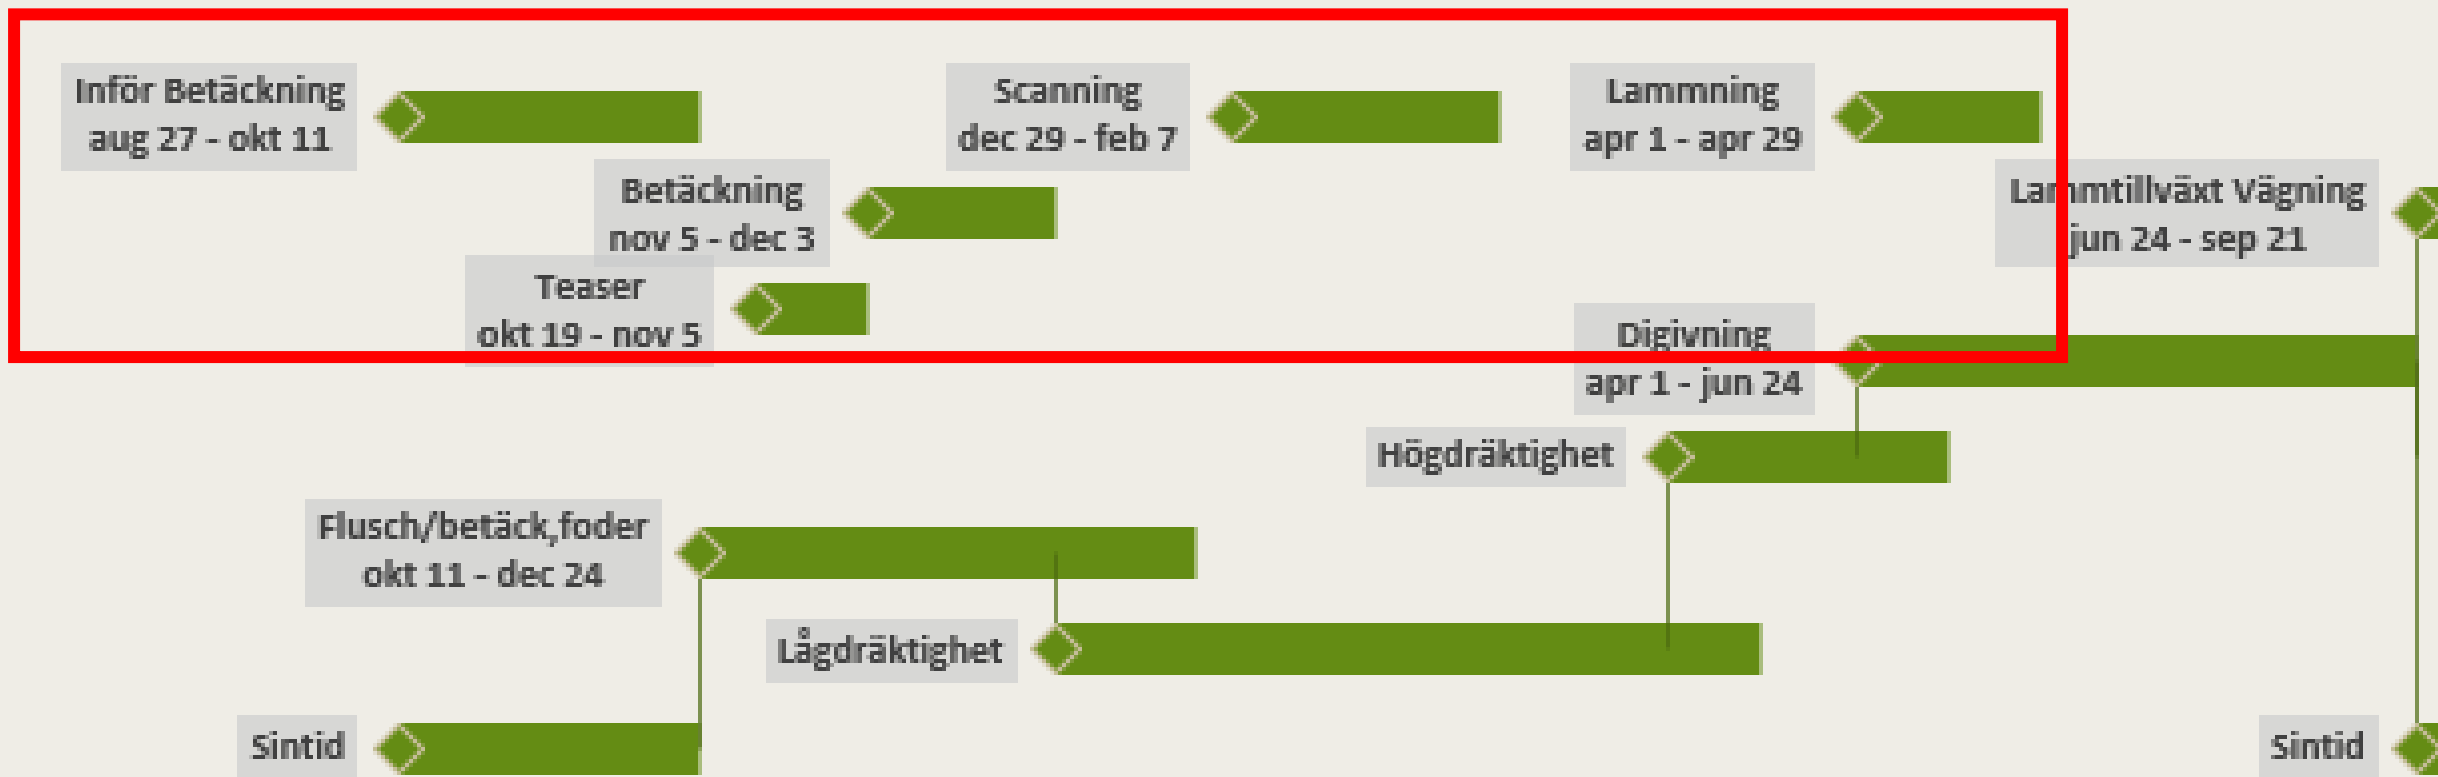 Inför Betäckning
aug 27 - okt 11
Scanning
dec 29 - feb 7
Lammning
apr 1 - apr 29
Betäckning
nov 5 - dec 3
Lammtillväxt Vägning
jun 24 - sep 21
Teaser
okt 19 - nov 5
Digivning
apr 1 - jun 24
Högdräktighet
Flusch/betäck,foder
okt 11 - dec 24
Lågdräktighet
Sintid
Sintid